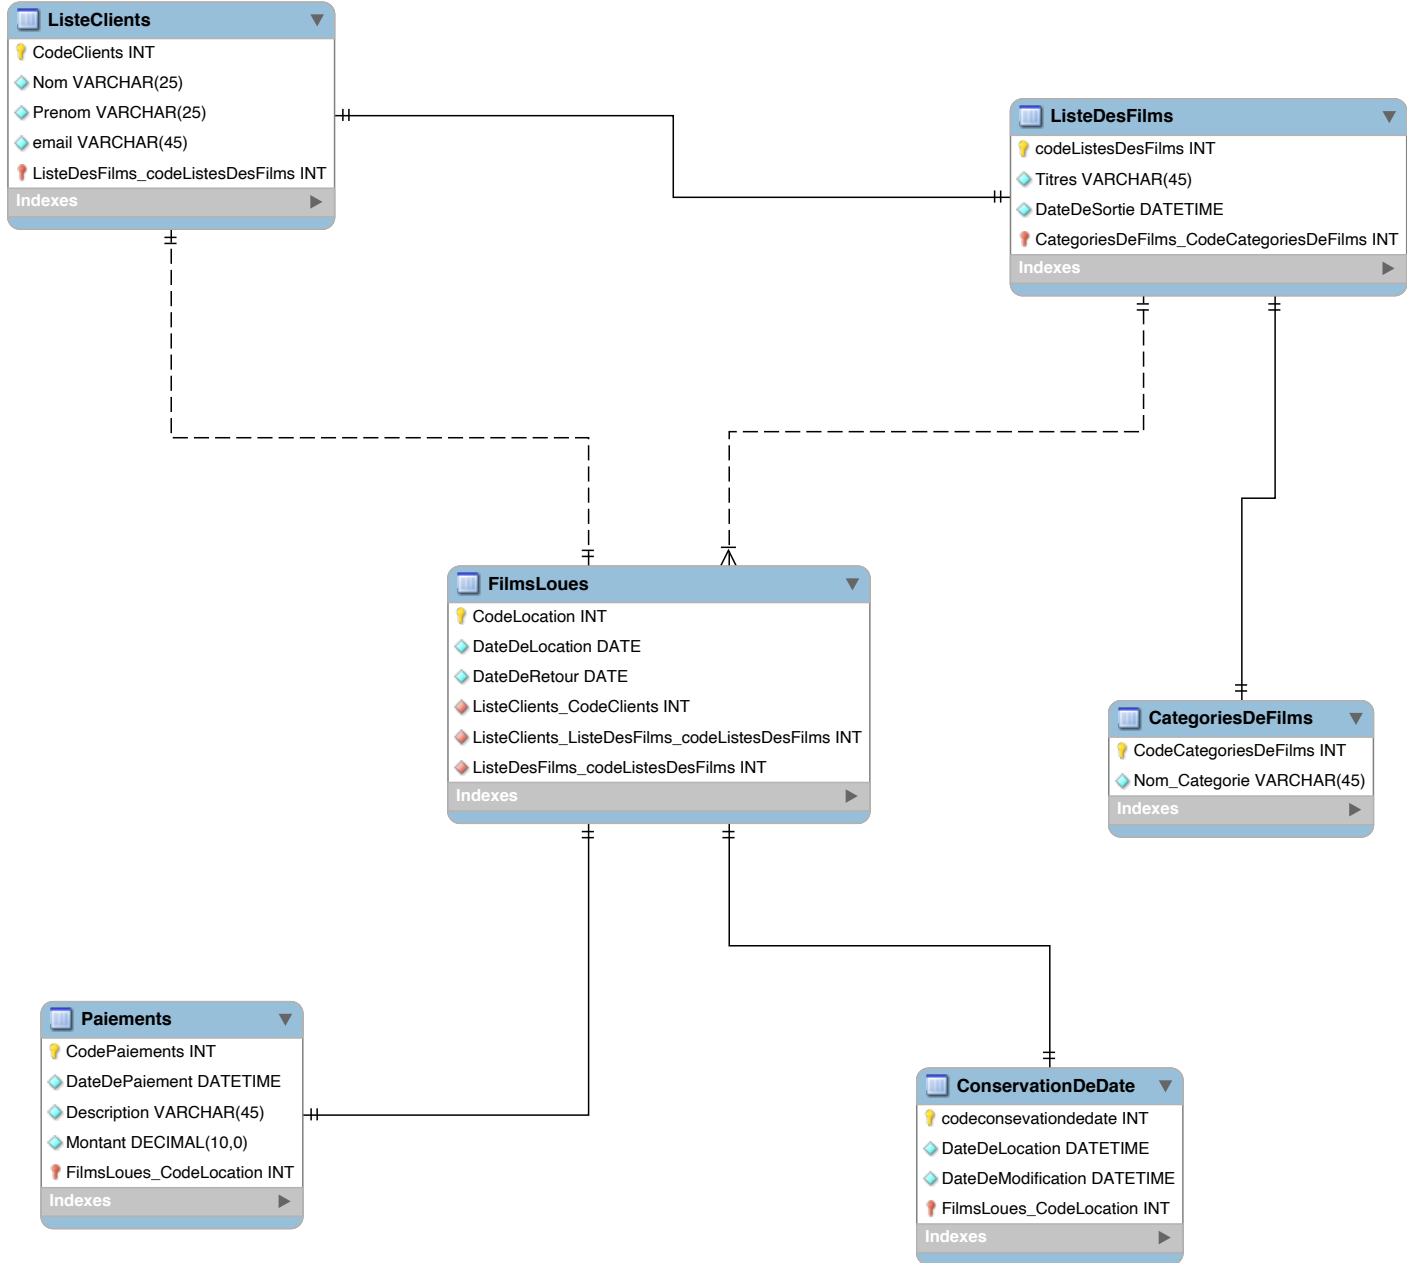 ListeClients
CodeClients INT
Nom VARCHAR(25)
Prenom VARCHAR(25)
email VARCHAR(45)
ListeDesFilms_codeListesDesFilms INT
Indexes
ListeDesFilms
codeListesDesFilms INT
Titres VARCHAR(45)
DateDeSortie DATETIME
CategoriesDeFilms_CodeCategoriesDeFilms INT
Indexes
FilmsLoues
CodeLocation INT
DateDeLocation DATE
DateDeRetour DATE
ListeClients_CodeClients INT
ListeClients_ListeDesFilms_codeListesDesFilms INT
ListeDesFilms_codeListesDesFilms INT
Indexes
CategoriesDeFilms
CodeCategoriesDeFilms INT
Nom_Categorie VARCHAR(45)
Indexes
Paiements
CodePaiements INT
DateDePaiement DATETIME
Description VARCHAR(45)
Montant DECIMAL(10,0)
FilmsLoues_CodeLocation INT
Indexes
ConservationDeDate
codeconsevationdedate INT
DateDeLocation DATETIME
DateDeModification DATETIME
FilmsLoues_CodeLocation INT
Indexes